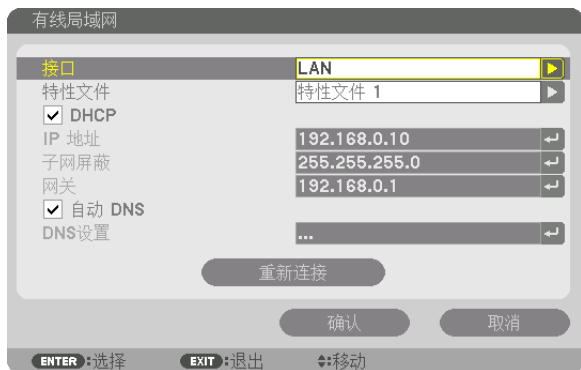 有线局域网
接口 LAN
特性文件 特性文件 1
DHCP
IP 地址 192.168.0.10
子网屏蔽 255.255.255.0
网关 192.168.0.1
自动 DNS
DNS设置 ...
重新连接
确认 取消
ENTER :选择 EXIT :退出 :移动